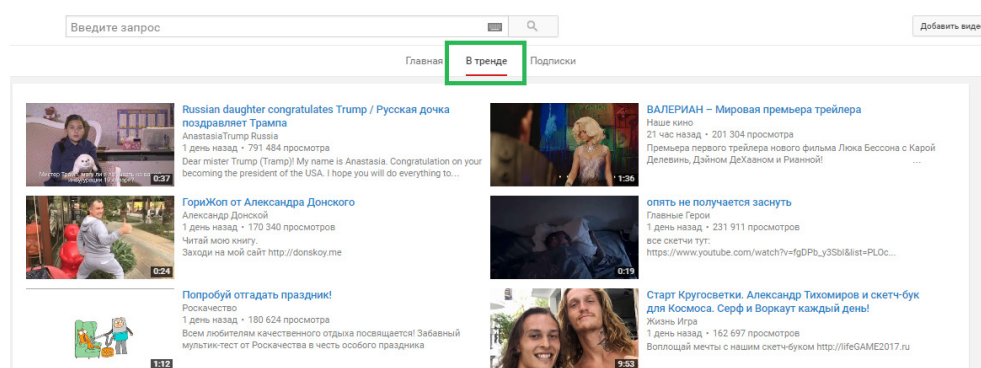 Введите запрос
Добавить виде
Главная В тренде Подписки
Russian daughter congratulates Trump / Русская дочка
поздравляет Трампа
AnastasiaTrump Russia
1 день назад • 791 484 просмотра
Dear mister Trump (Tramp)! My name is Anastasia. Congratulation on your
becoming the president of the USA. I hope you will do everything to...
0:37
ВАЛЕРИАН – Мировая премьера трейлера
Наше кино
21 час назад • 201 304 просмотра
Премьера первого трейлера нового фильма Люка Бессона с Карой
Делевинь, Дэйном ДеХааном и Рианной! ...
1:36
ГориЖоп от Александра Донского
Александр Донской
1 день назад • 170 340 просмотров
Читай мою книгу.
Заходи на мой сайт http://donskoy.me
0:24
опять не получается заснуть
Главные Герои
1 день назад • 231 911 просмотров
все скетчи тут:
https://www.youtube.com/watch?v=fgDPb_y3SbI&list=PLOc...
0:19
Попробуй отгадать праздник!
Роскачество
1 день назад • 180 624 просмотра
Всем любителям качественного отдыха посвящается! Забавный
мультик-тест от Роскачества в честь особого праздника
1:12
Старт Кругосветки. Александр Тихомиров и скетч-бук
для Космоса. Серф и Воркаут каждый день!
Жизнь Игра
1 день назад • 162 697 просмотров
Воплощай мечты с нашим скетч-буком http://lifeGAME2017.ru
9:53